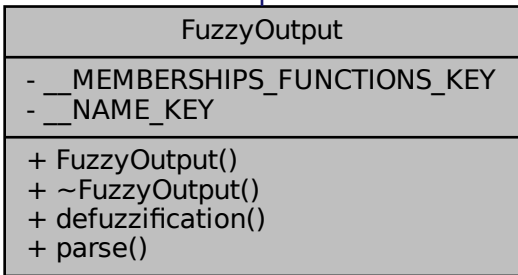 FuzzyOutput
- __MEMBERSHIPS_FUNCTIONS_KEY
- __NAME_KEY
+ FuzzyOutput()
+ ~FuzzyOutput()
+ defuzzification()
+ parse()